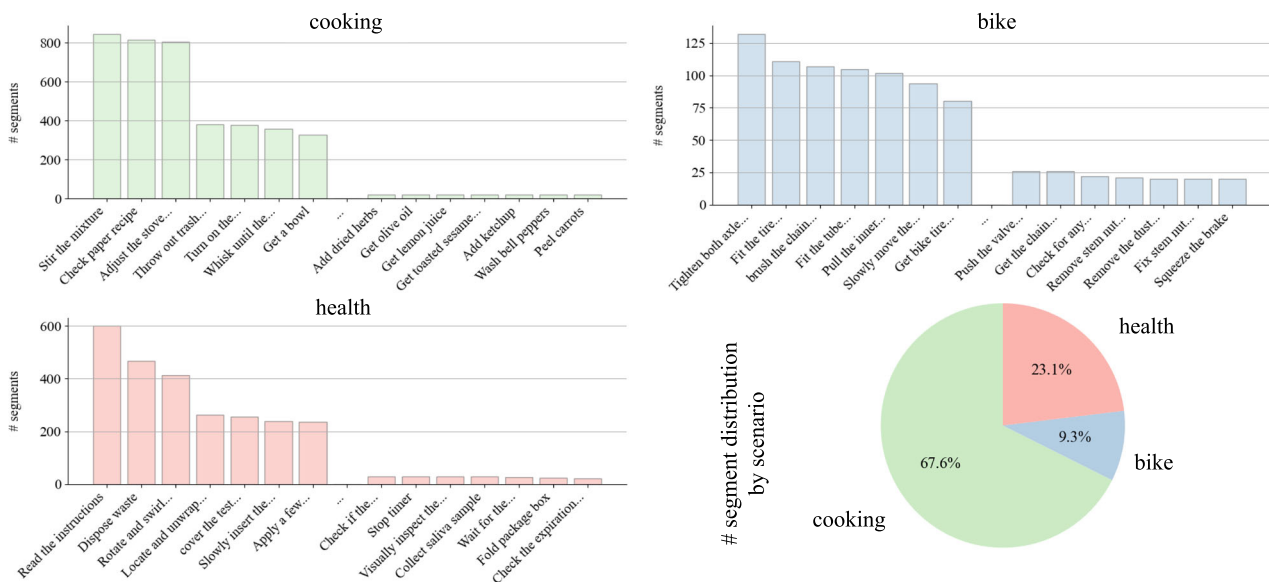 cooking
# segments
800
600
400
200
0
Stir the mixture
Check paper recipe
Adjust the stove...
Throw out trash...
Turn on the...
Whisk until the...
Get a bowl
...
Add dried herbs
Get olive oil
Get lemon juice
Get toasted sesame...
Add ketchup
Wash bell peppers
Peel carrots
bike
# segments
125
100
75
50
25
0
Tighten both axle...
Fit the tire...
brush the chain...
Fit the tube...
Pull the inner...
Slowly move the...
Get bike tire...
...
Push the valve...
Get the chain...
Check for any...
Remove stem nut...
Remove the dust...
Fix stem nut...
Squeeze the brake
health
# segments
600
400
200
0
Read the instructions
Dispose waste
Rotate and swirl...
Locate and unwrap...
cover the test...
Slowly insert the...
Apply a few...
...
Check if the...
Stop timer
Visually inspect the...
Collect saliva sample
Wait for the...
Fold package box
Check the expiration...
# segment distribution
by scenario
health
23.1%
9.3%
bike
67.6%
cooking